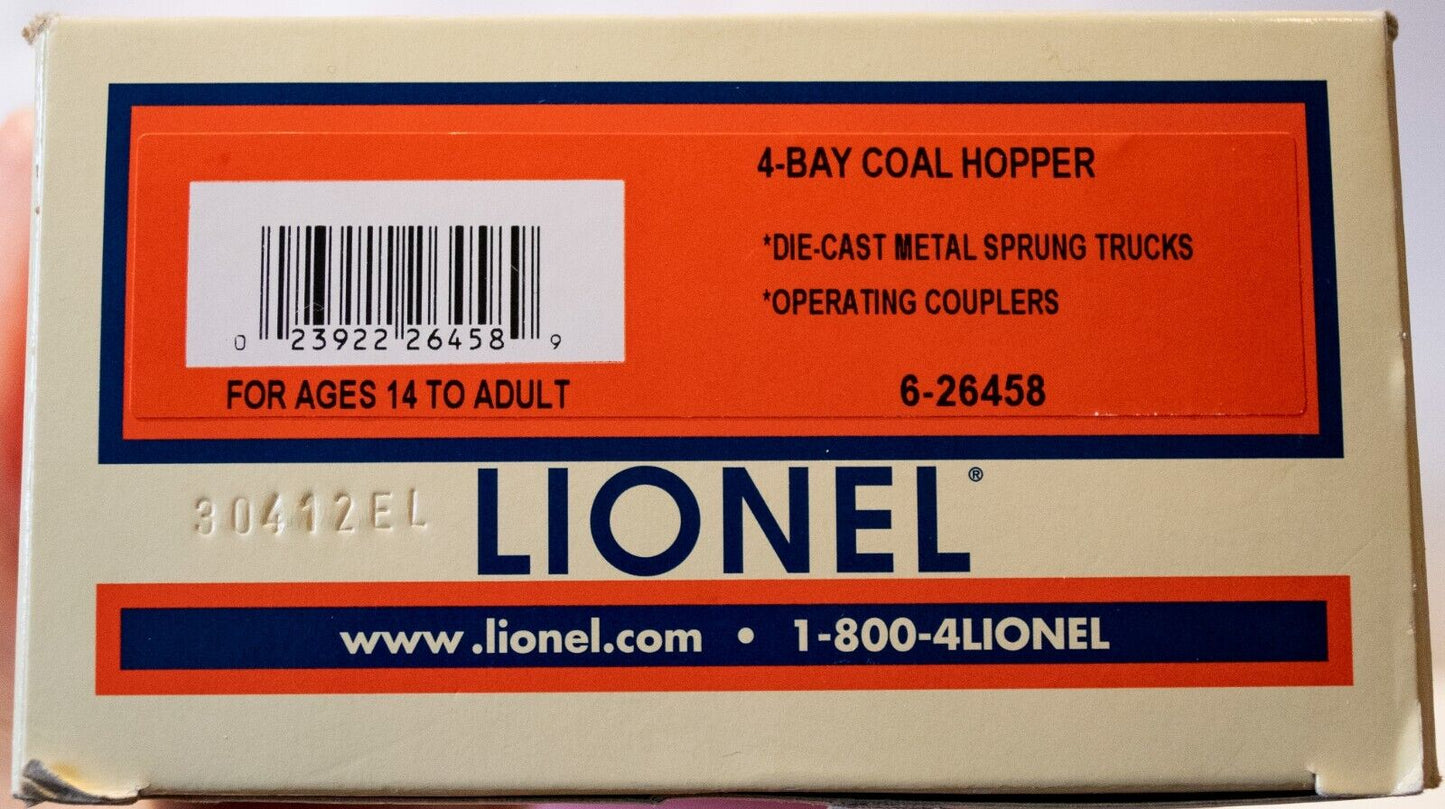 4-BAY COAL HOPPER
*DIE-CAST METAL SPRUNG TRUCKS
*OPERATING COUPLERS
0 23922 26458 9
FOR AGES 14 TO ADULT
6-26458
30412EL
LIONEL®
www.lionel.com • 1-800-4LIONEL